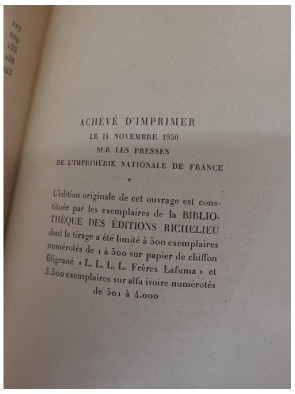 ACHEVÉ D'IMPRIMER
LE 14 NOVEMBRE 1950
SUR LES PRESSES
DE L'IMPRIMERIE NATIONALE DE FRANCE
L'édition originale de cet ouvrage est cons-
tituée par les exemplaires de la BIBLIO-
THÈQUE DES ÉDITIONS RICHELIEU
dont le tirage a été limité à 500 exemplaires
numérotés de 1 à 500 sur papier de chiffon
filigrané « L. L. L. L. Frères Lafuma » et
3.500 exemplaires sur alfa ivoire numérotés
de 501 à 4.000